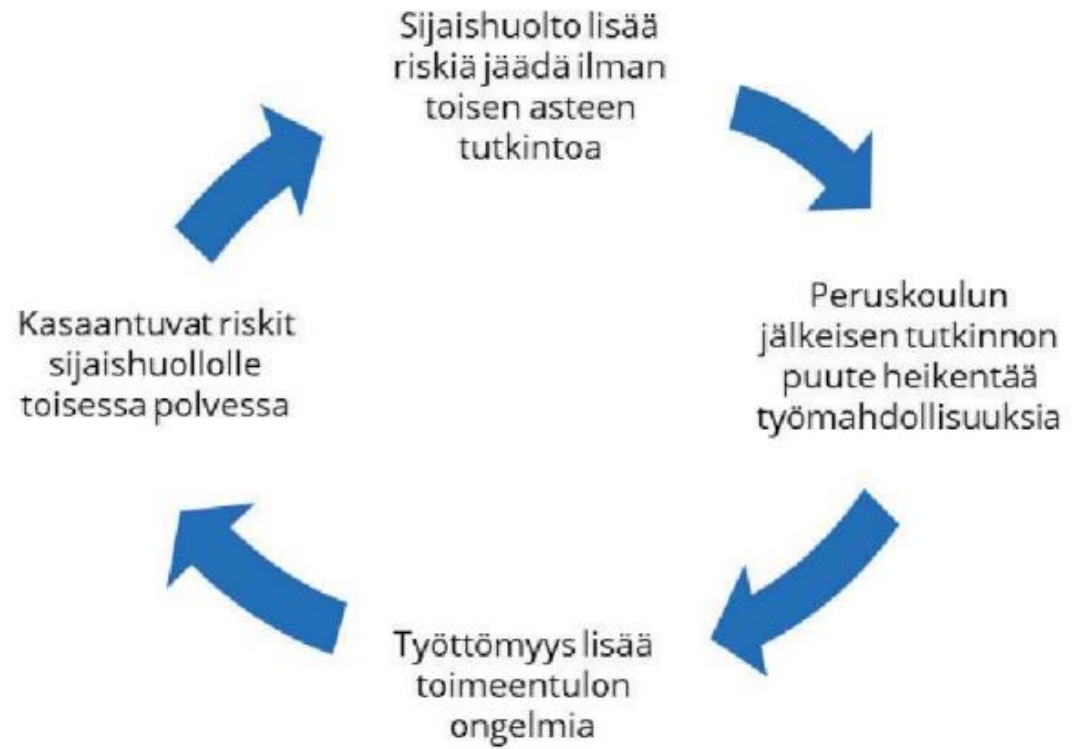 Sijaishuolto lisää
riskiä jäädä ilman
toisen asteen
tutkintoa
Peruskoulun
jälkeisen tutkinnon
puute heikentää
työmahdollisuuksia
Työttömyys lisää
toimeentulon
ongelmia
Kasaantuvat riskit
sijaishuollolle
toisessa polvessa